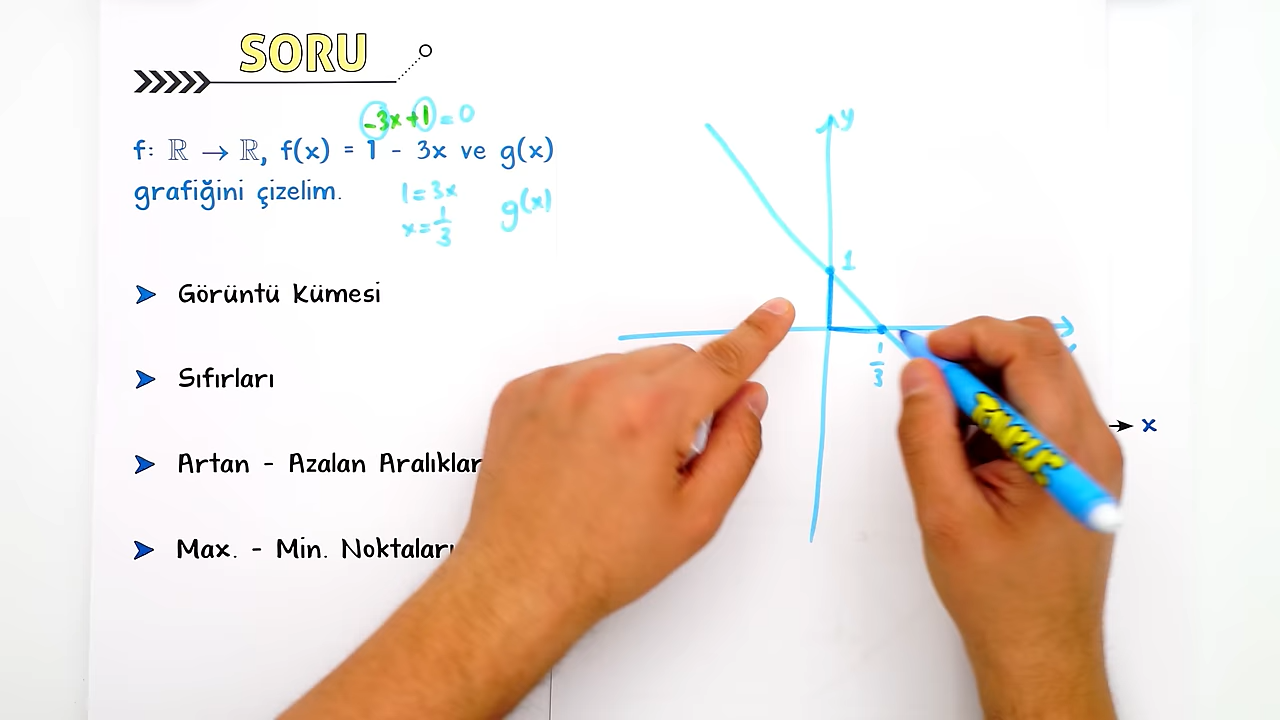 SORU
-3x+1=0
f: ℝ → ℝ, f(x) = 1 - 3x ve g(x)
grafiğini çizelim.
1=3x
x=1/3
g(x)
Görüntü Kümesi
Sıfırları
Artan - Azalan Aralıklar
Max. - Min. Noktaları
y
1
1/3
x